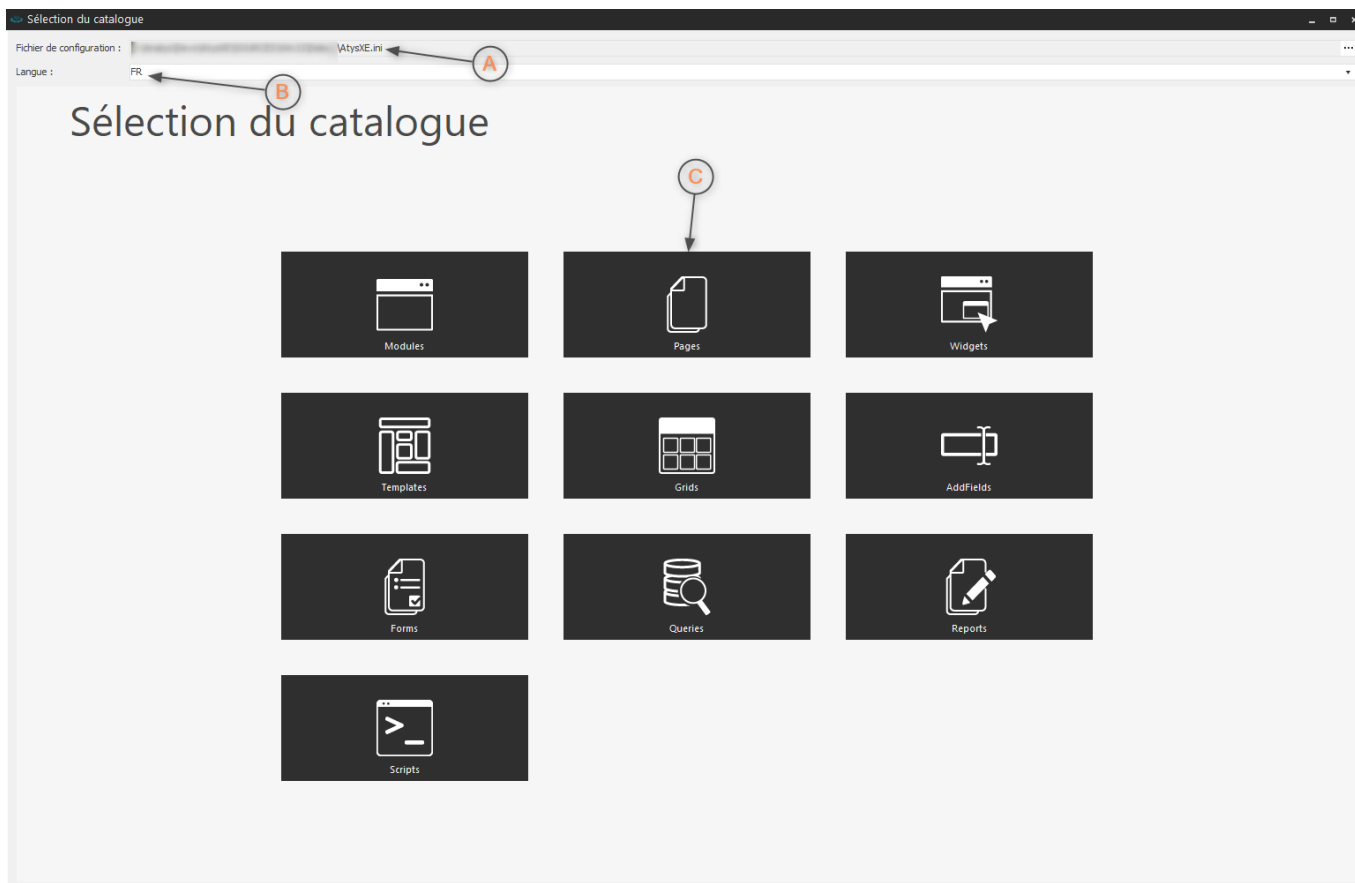 Sélection du catalogue
Fichier de configuration : \AtysXE.ini
A
Langue : FR
B
Sélection du catalogue
C
Modules Pages Widgets
Templates Grids AddFields
Forms Queries Reports
>_
Scripts